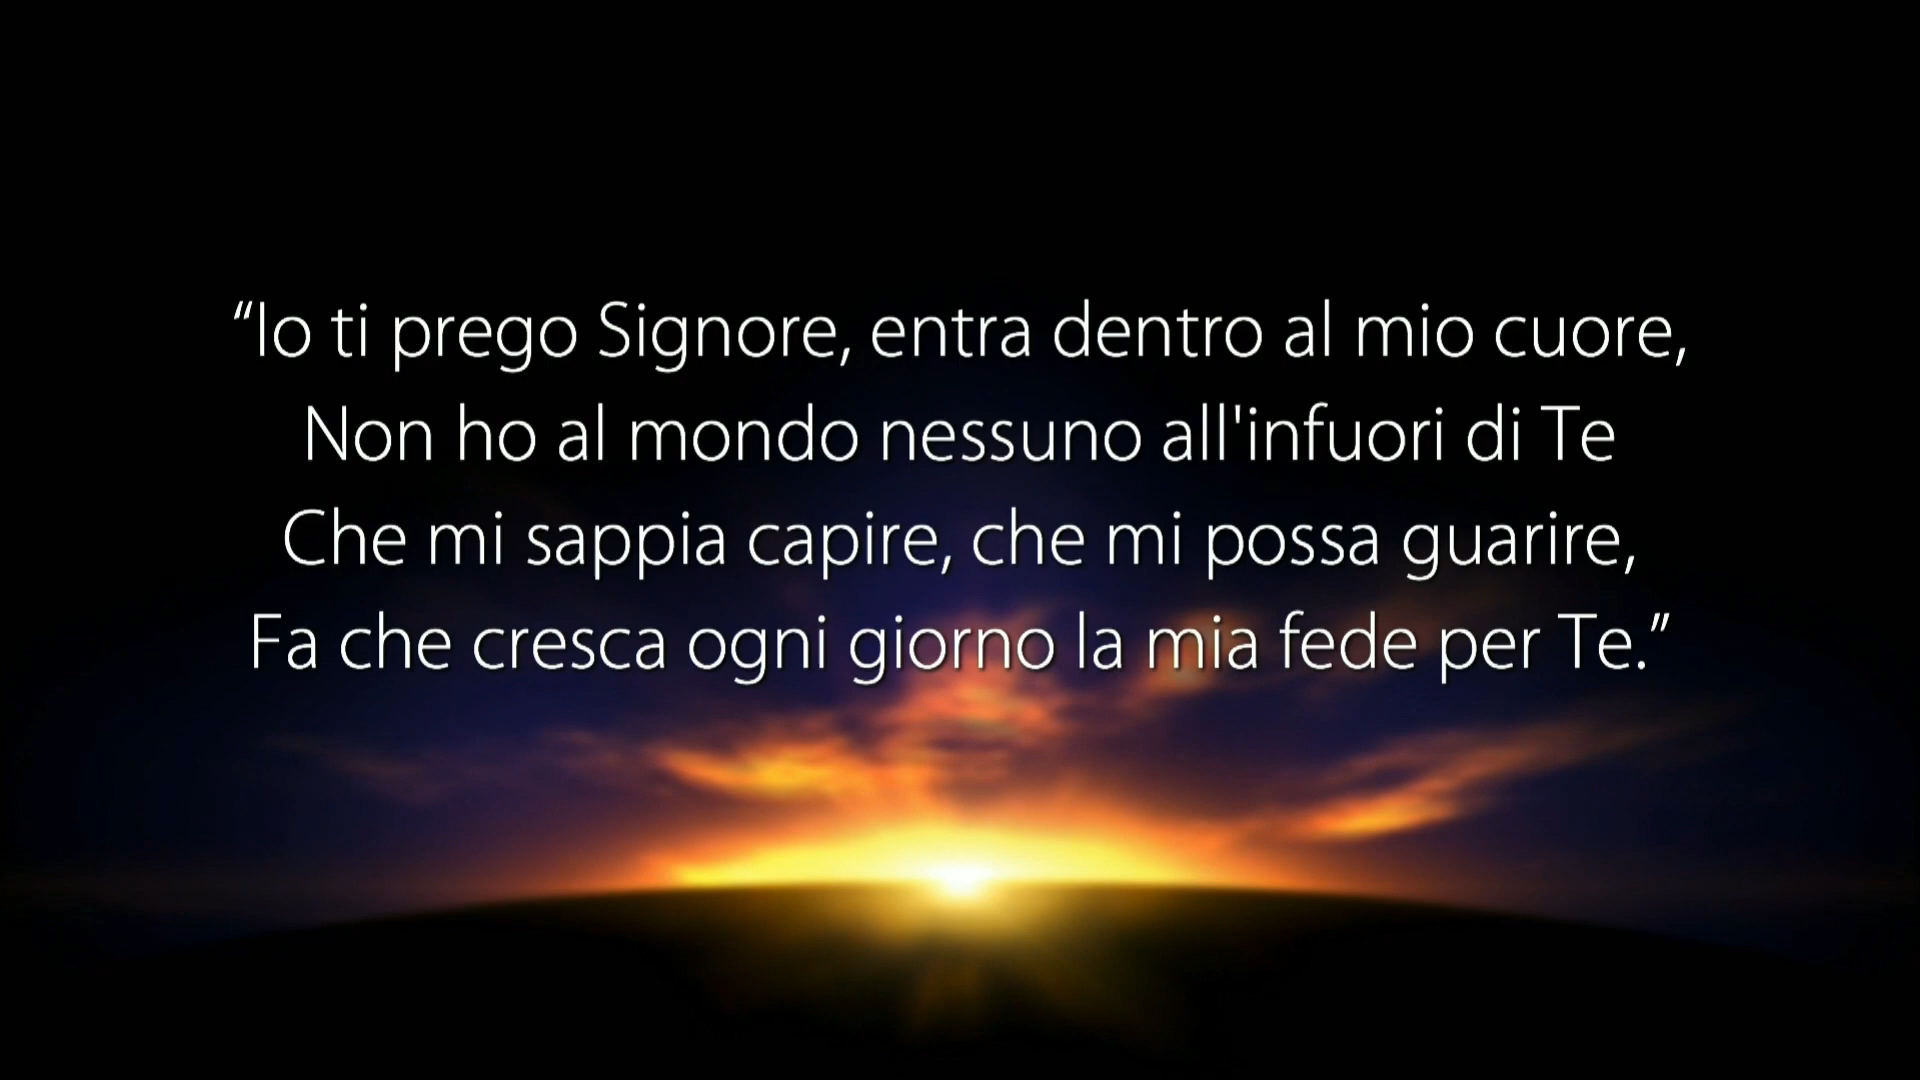 “Io ti prego Signore, entra dentro al mio cuore,
Non ho al mondo nessuno all'infuori di Te
Che mi sappia capire, che mi possa guarire,
Fa che cresca ogni giorno la mia fede per Te.”